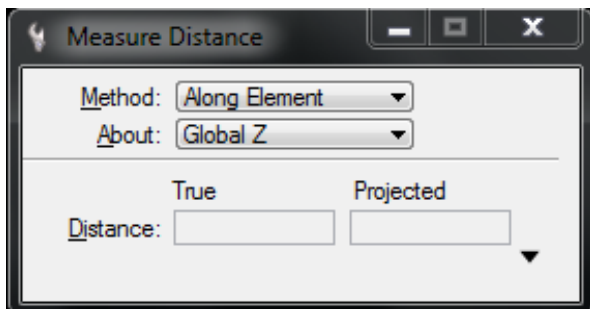 Measure Distance
Method: Along Element
About: Global Z
True Projected
Distance: